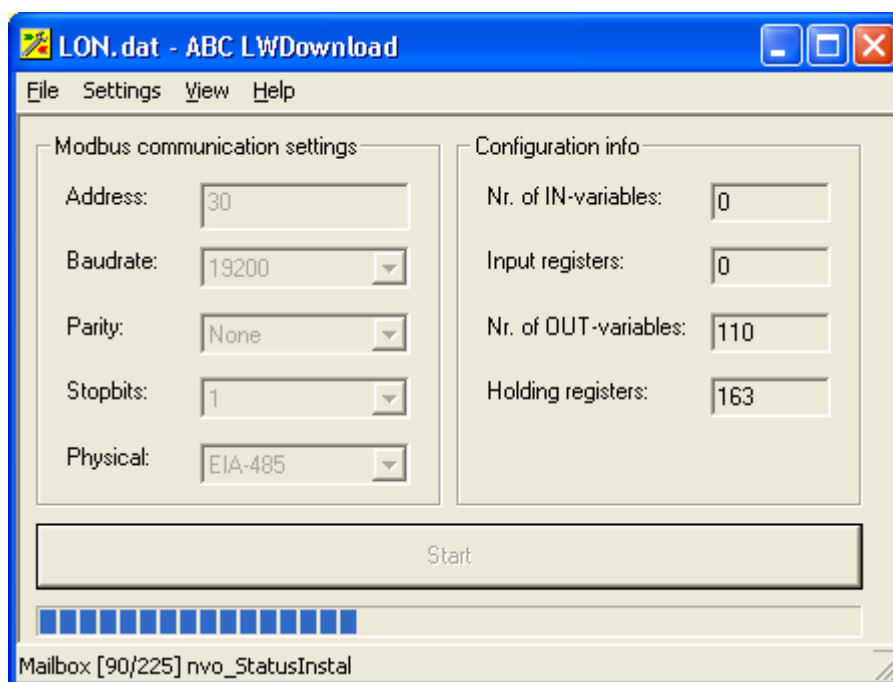 LON.dat - ABC LWDownload
File Settings View Help
Modbus communication settings
Address: 30
Baudrate: 19200
Parity: None
Stopbits: 1
Physical: EIA-485
Configuration info
Nr. of IN-variables: 0
Input registers: 0
Nr. of OUT-variables: 110
Holding registers: 163
Start
Mailbox [90/225] nvo_StatusInstal